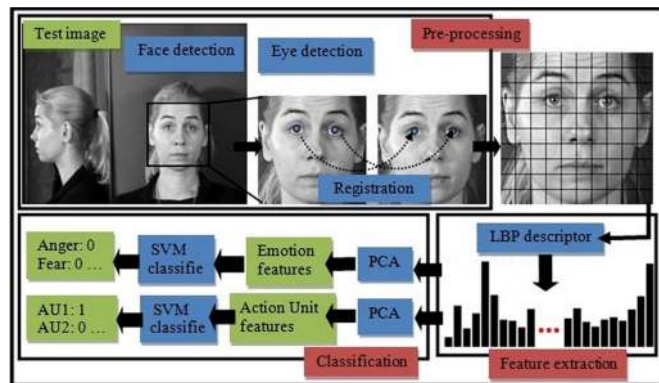 Test image
Face detection
Eye detection
Pre-processing
Registration
LBP descriptor
Anger: 0
Fear: 0 ...
SVM
classifie
Emotion
features
PCA
AU1: 1
AU2: 0 ...
SVM
classifie
Action Unit
features
PCA
Classification
Feature extraction